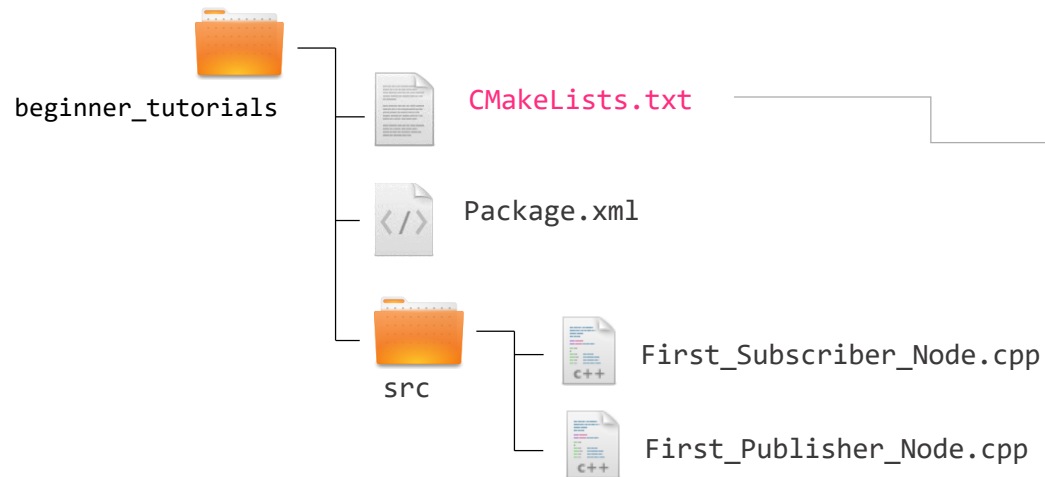 beginner_tutorials
CMakeLists.txt
Package.xml
</>
src
First_Subscriber_Node.cpp
c++
First_Publisher_Node.cpp
c++